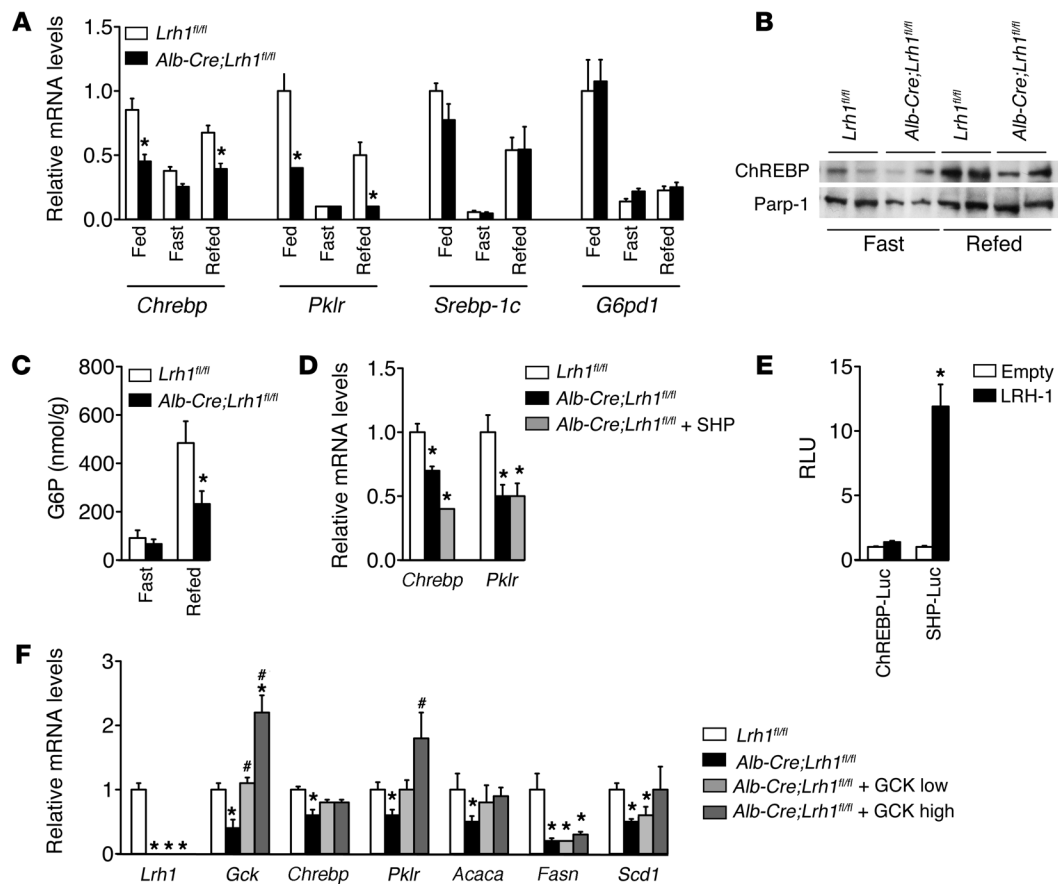 A
Relative mRNA levels
Lrh1fl/fl
Alb-Cre;Lrh1fl/fl
1.0
0.5
0.0
* * * *
Fed Fast Refed Fed Fast Refed Fed Fast Refed Fed Fast Refed
Chrebp Pklr Srebp-1c G6pd1
B
Lrh1fl/fl Alb-Cre;Lrh1fl/fl Lrh1fl/fl Alb-Cre;Lrh1fl/fl
ChREBP
Parp-1
Fast Refed
C
G6P (nmol/g)
800
600
400
200
0
Lrh1fl/fl
Alb-Cre;Lrh1fl/fl
*
Fast Refed
D
Relative mRNA levels
1.5
1.0
0.5
0.0
Lrh1fl/fl
Alb-Cre;Lrh1fl/fl
Alb-Cre;Lrh1fl/fl + SHP
* * * *
Chrebp Pklr
E
RLU
15
10
5
0
*
Empty
LRH-1
ChREBP-Luc SHP-Luc
F
Relative mRNA levels
3
2
1
0
* * * * # # * * * # * * * * * *
Lrh1 Gck Chrebp Pklr Acaca Fasn Scd1
Lrh1fl/fl
Alb-Cre;Lrh1fl/fl
Alb-Cre;Lrh1fl/fl + GCK low
Alb-Cre;Lrh1fl/fl + GCK high